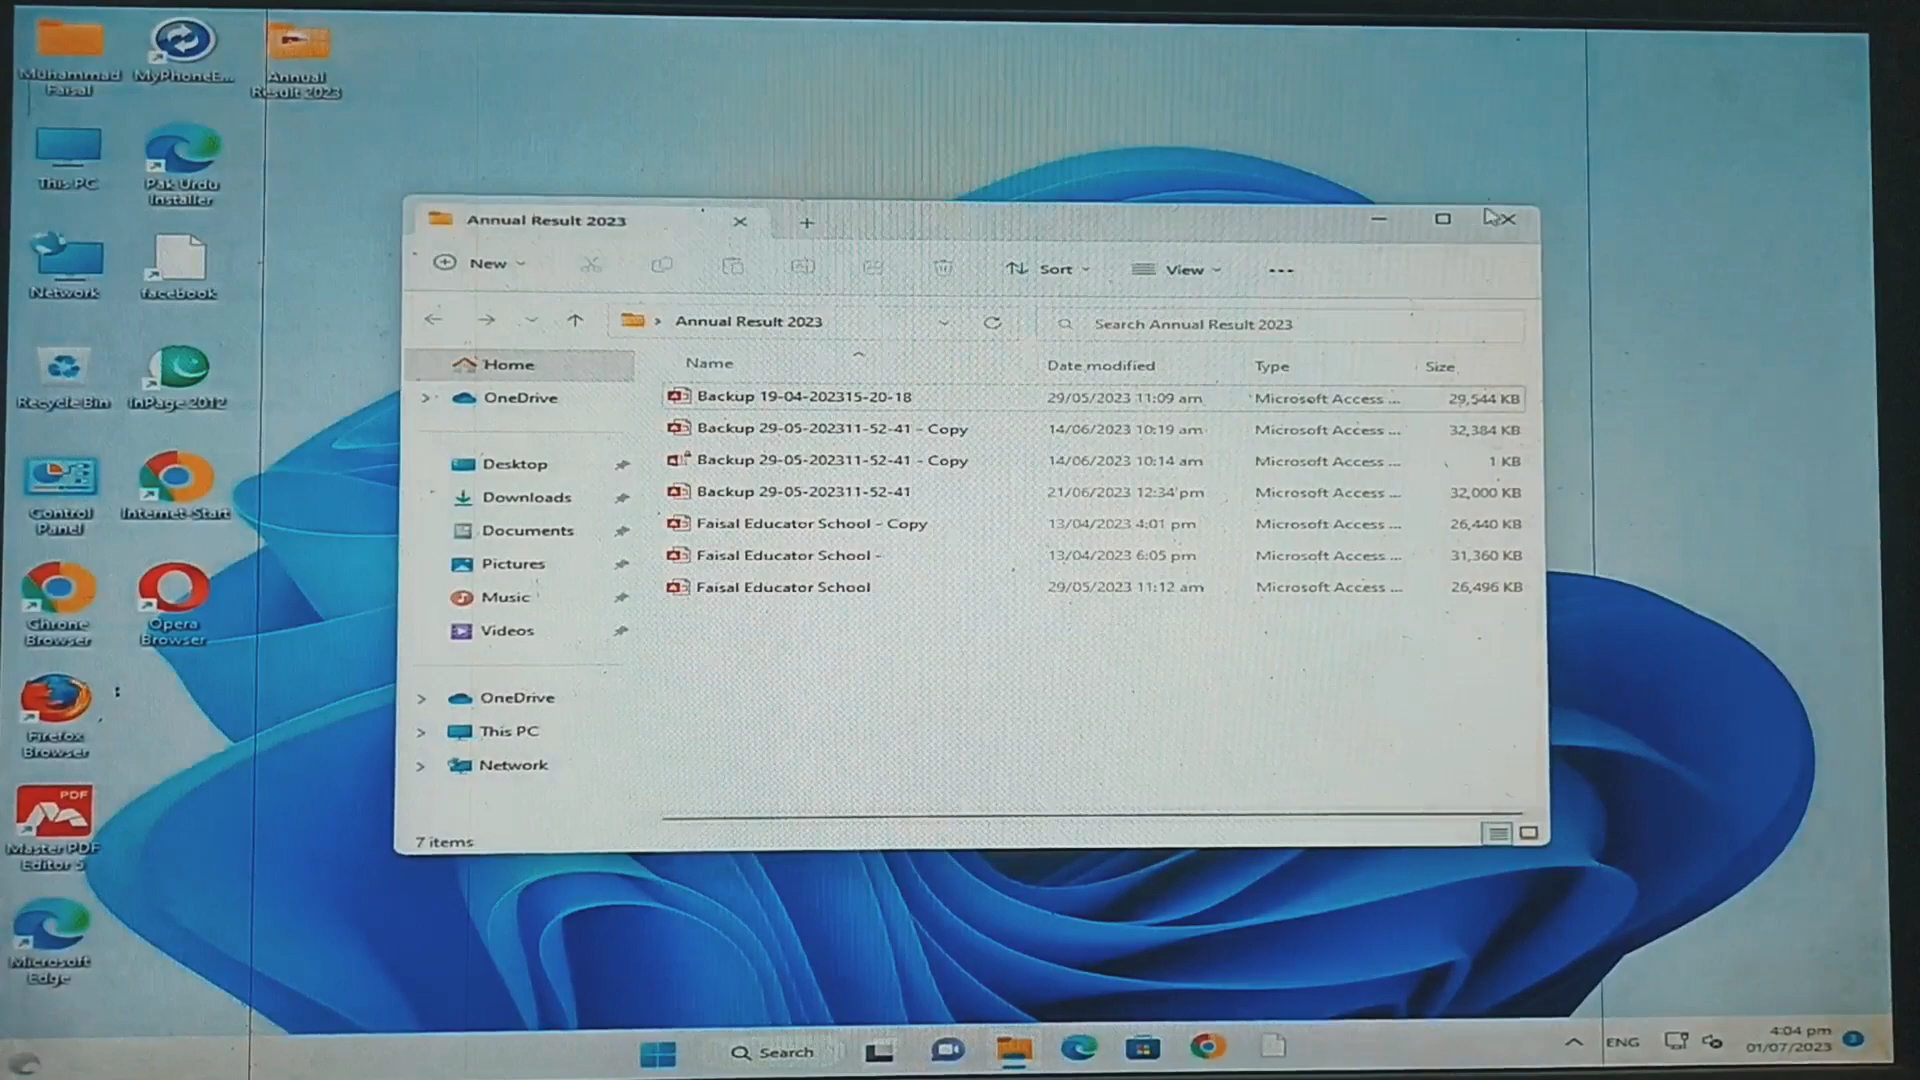 Muhammad
Faisal
MyPhoneE...
Annual
Result 2023
This PC
Pak Urdu
Installer
Network
facebook
Recycle Bin
InPage 2012
Control
Panel
Internet-Start
Chrone
Browser
Opera
Browser
Firefox
Browser
PDF
Master PDF
Editor 5
Microsoft
Edge
Annual Result 2023
New
Sort
View
Annual Result 2023
Search Annual Result 2023
Home
OneDrive
Desktop
Downloads
Documents
Pictures
Music
Videos
OneDrive
This PC
Network
Name Date modified Type Size
Backup 19-04-202315-20-18 29/05/2023 11:09 am Microsoft Access ... 29,544 KB
Backup 29-05-202311-52-41 - Copy 14/06/2023 10:19 am Microsoft Access ... 32,384 KB
Backup 29-05-202311-52-41 - Copy 14/06/2023 10:14 am Microsoft Access ... 1 KB
Backup 29-05-202311-52-41 21/06/2023 12:34 pm Microsoft Access ... 32,000 KB
Faisal Educator School - Copy 13/04/2023 4:01 pm Microsoft Access ... 26,440 KB
Faisal Educator School - 13/04/2023 6:05 pm Microsoft Access ... 31,360 KB
Faisal Educator School 29/05/2023 11:12 am Microsoft Access ... 26,496 KB
7 items
Search
ENG
4:04 pm
01/07/2023